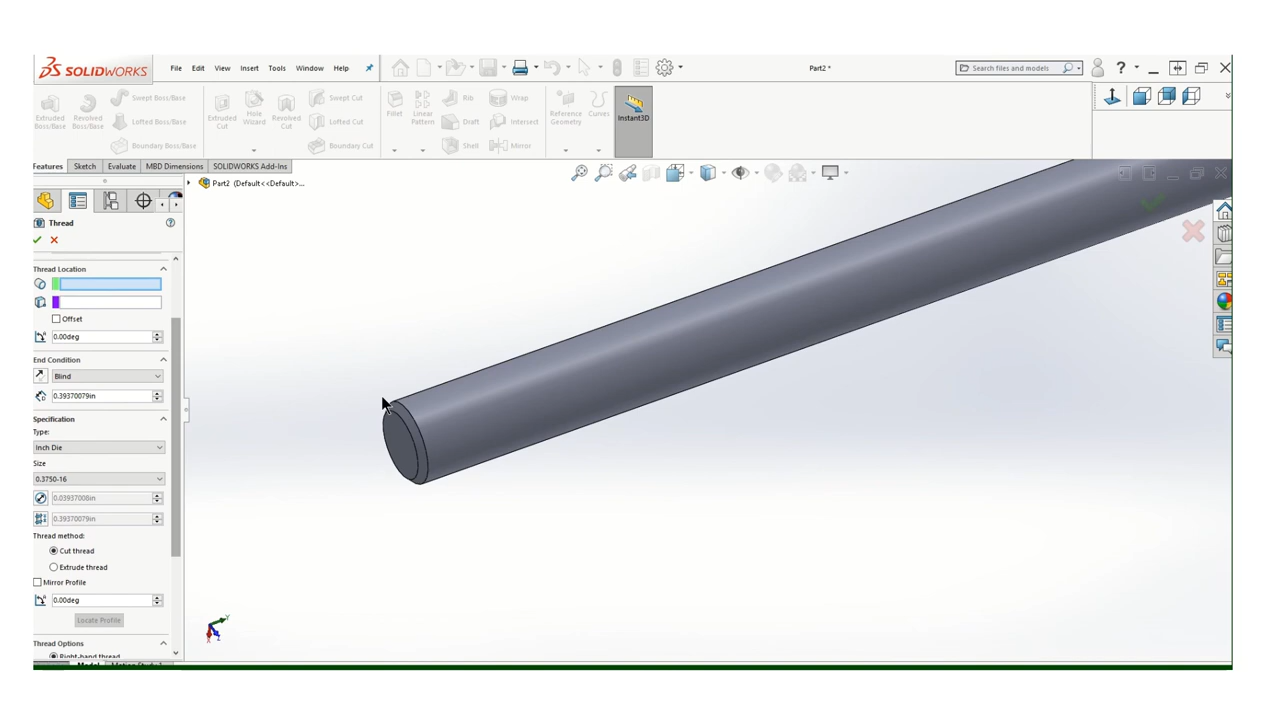 SOLIDWORKS
File Edit View Insert Tools Window Help
Part2 *
Search files and models
?
Extruded Boss/Base
Revolved Boss/Base
Swept Boss/Base
Lofted Boss/Base
Boundary Boss/Base
Extruded Cut
Hole Wizard
Revolved Cut
Swept Cut
Lofted Cut
Boundary Cut
Fillet
Linear Pattern
Rib
Draft
Shell
Wrap
Intersect
Mirror
Reference Geometry
Curves
Instant3D
Features Sketch Evaluate MBD Dimensions SOLIDWORKS Add-Ins
Part2 (Default<<Default>...
Thread
Thread Location
Offset
0.00deg
End Condition
Blind
0.39370079in
Specification
Type:
Inch Die
Size
0.3750-16
0.03937008in
0.39370079in
Thread method:
Cut thread
Extrude thread
Mirror Profile
0.00deg
Locate Profile
Thread Options
Right-hand thread